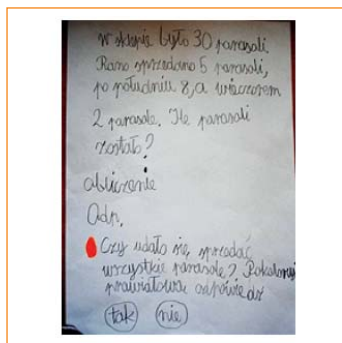 W sklepie było 30 parasoli.
Rano sprzedano 5 parasoli,
po południu 8, a wieczorem
2 parasole. Ile parasoli
zostało?
obliczenie
Odp.
Czy udało się sprzedać
wszystkie parasole? Pokoloruj
prawidłową odpowiedź
tak nie